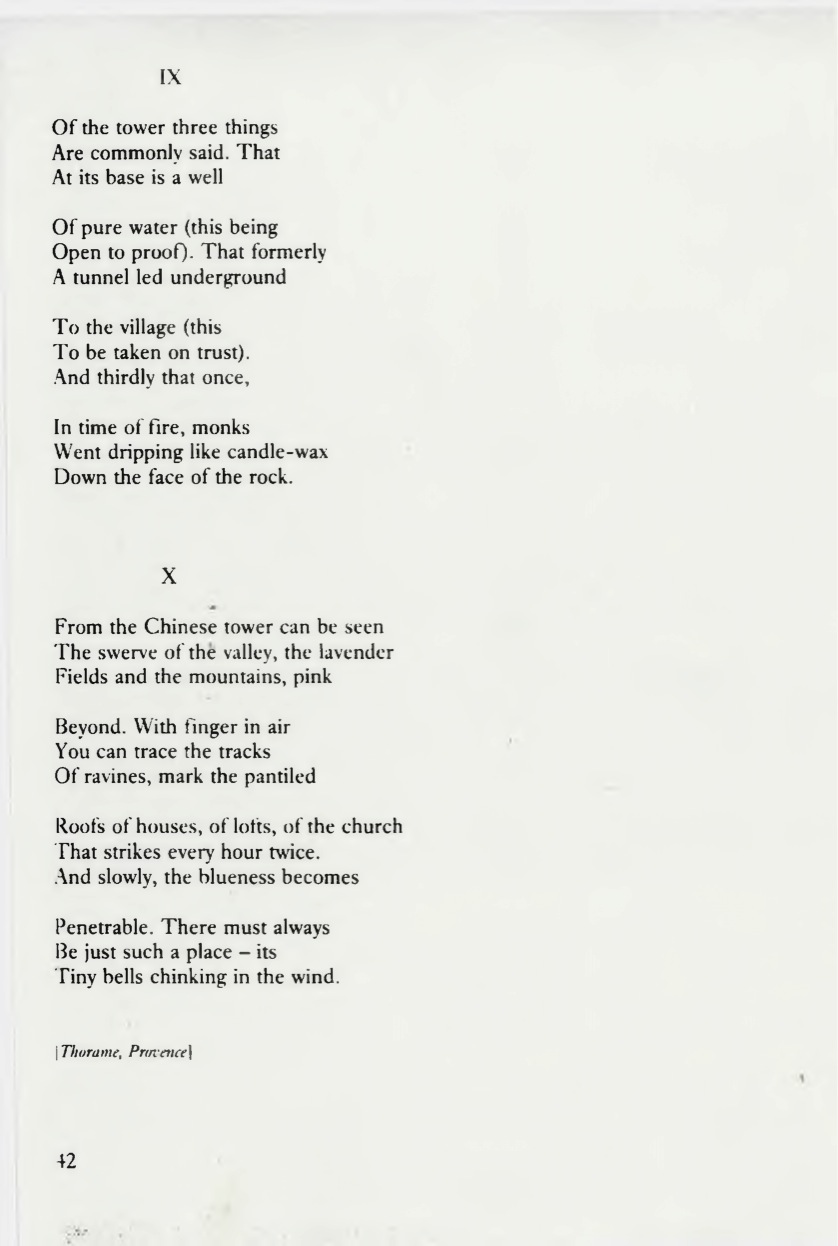 IX
Of the tower three things
Are commonly said. That
At its base is a well
Of pure water (this being
Open to proof). That formerly
A tunnel led underground
To the village (this
To be taken on trust).
And thirdly that once,
In time of fire, monks
Went dripping like candle-wax
Down the face of the rock.
X
From the Chinese tower can be seen
The swerve of the valley, the lavender
Fields and the mountains, pink
Beyond. With finger in air
You can trace the tracks
Of ravines, mark the pantiled
Roofs of houses, of lofts, of the church
That strikes every hour twice.
And slowly, the blueness becomes
Penetrable. There must always
Be just such a place – its
Tiny bells chinking in the wind.
[Thorame, Provence]
42